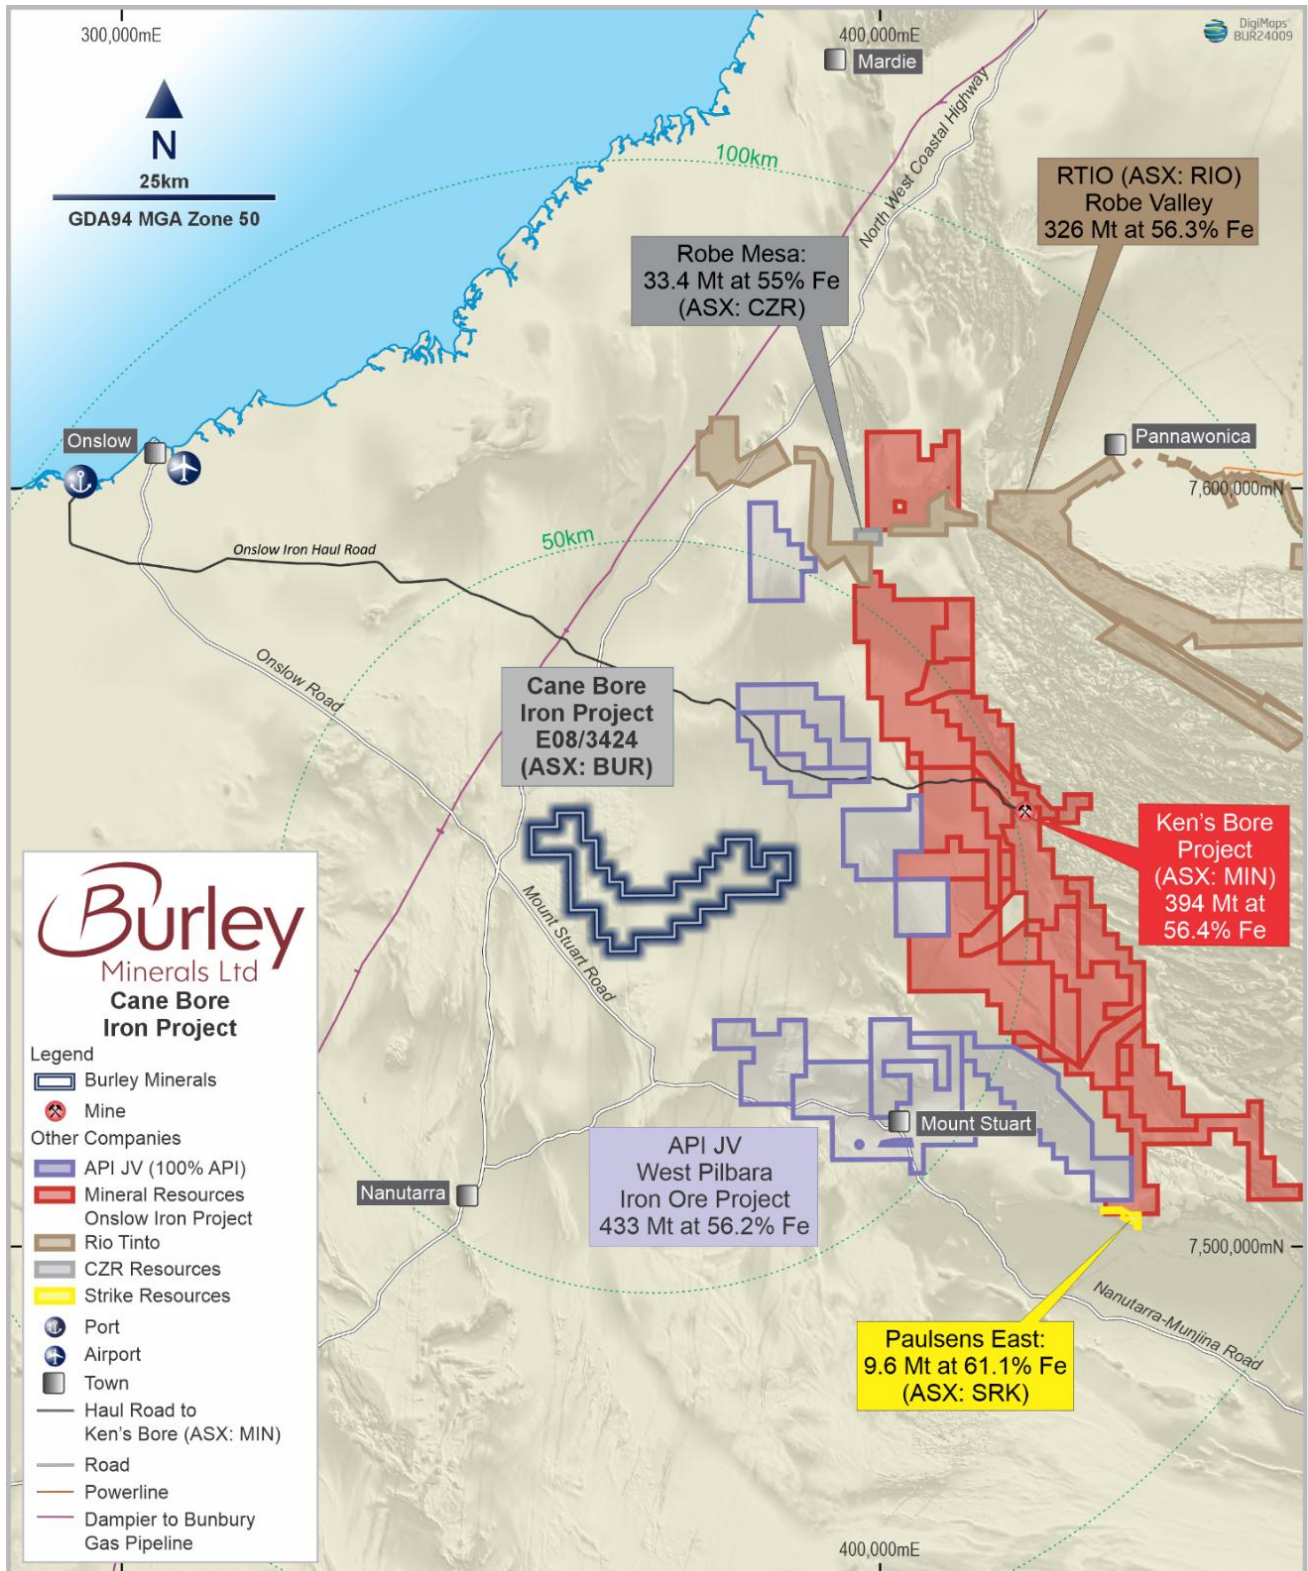 300,000mE
400,000mE
DigiMaps
BUR24009
Mardie
N
25km
GDA94 MGA Zone 50
100km
North West Coastal Highway
RTIO (ASX: RIO)
Robe Valley
326 Mt at 56.3% Fe
Robe Mesa:
33.4 Mt at 55% Fe
(ASX: CZR)
Onslow
Pannawonica
7,600,000mN
50km
Onslow Iron Haul Road
Onslow Road
Cane Bore
Iron Project
E08/3424
(ASX: BUR)
Ken's Bore
Project
(ASX: MIN)
394 Mt at
56.4% Fe
Mount Stuart Road
Mount Stuart
API JV
West Pilbara
Iron Ore Project
433 Mt at 56.2% Fe
Nanutarra
7,500,000mN
Nanutarra-Munjina Road
Paulsens East:
9.6 Mt at 61.1% Fe
(ASX: SRK)
400,000mE
Burley
Minerals Ltd
Cane Bore
Iron Project
Legend
Burley Minerals
Mine
Other Companies
API JV (100% API)
Mineral Resources
Onslow Iron Project
Rio Tinto
CZR Resources
Strike Resources
Port
Airport
Town
Haul Road to
Ken's Bore (ASX: MIN)
Road
Powerline
Dampier to Bunbury
Gas Pipeline